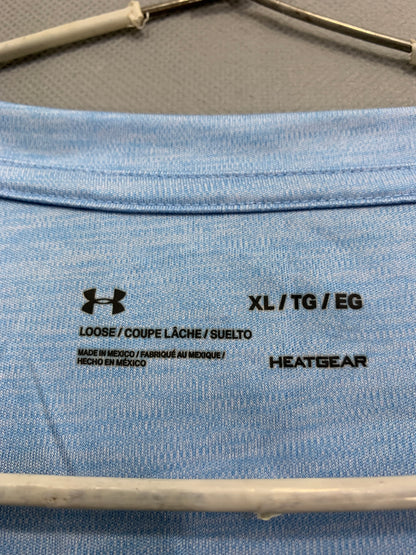 XL / TG / EG
LOOSE / COUPE LÂCHE / SUELTO
MADE IN MEXICO / FABRIQUÉ AU MEXIQUE /
HECHO EN MÉXICO
HEATGEAR